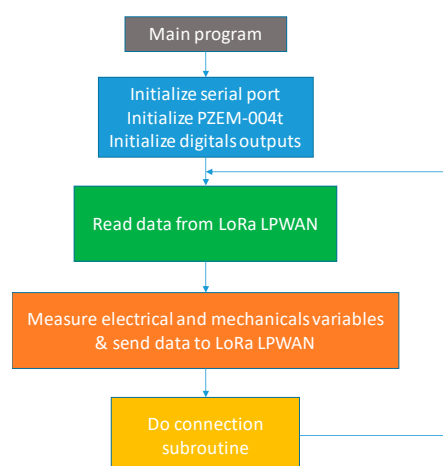 Main program
Initialize serial port
Initialize PZEM-004t
Initialize digitals outputs
Read data from LoRa LPWAN
Measure electrical and mechanicals variables
& send data to LoRa LPWAN
Do connection
subroutine